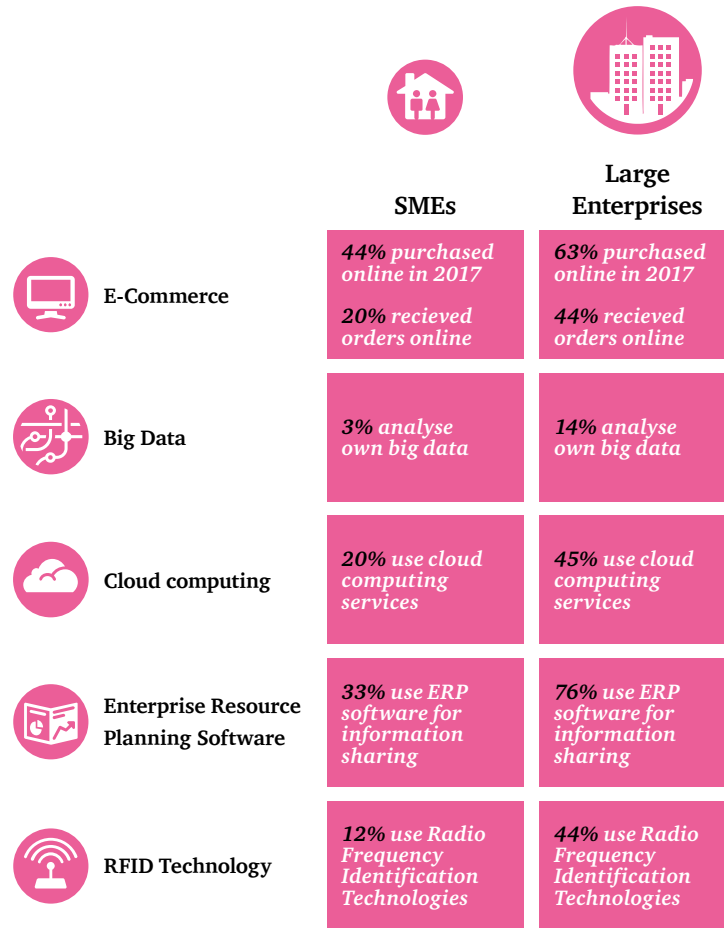 SMEs
Large
Enterprises
E-Commerce
44% purchased
online in 2017
20% recieved
orders online
63% purchased
online in 2017
44% recieved
orders online
Big Data
3% analyse
own big data
14% analyse
own big data
Cloud computing
20% use cloud
computing
services
45% use cloud
computing
services
Enterprise Resource
Planning Software
33% use ERP
software for
information
sharing
76% use ERP
software for
information
sharing
RFID Technology
12% use Radio
Frequency
Identification
Technologies
44% use Radio
Frequency
Identification
Technologies